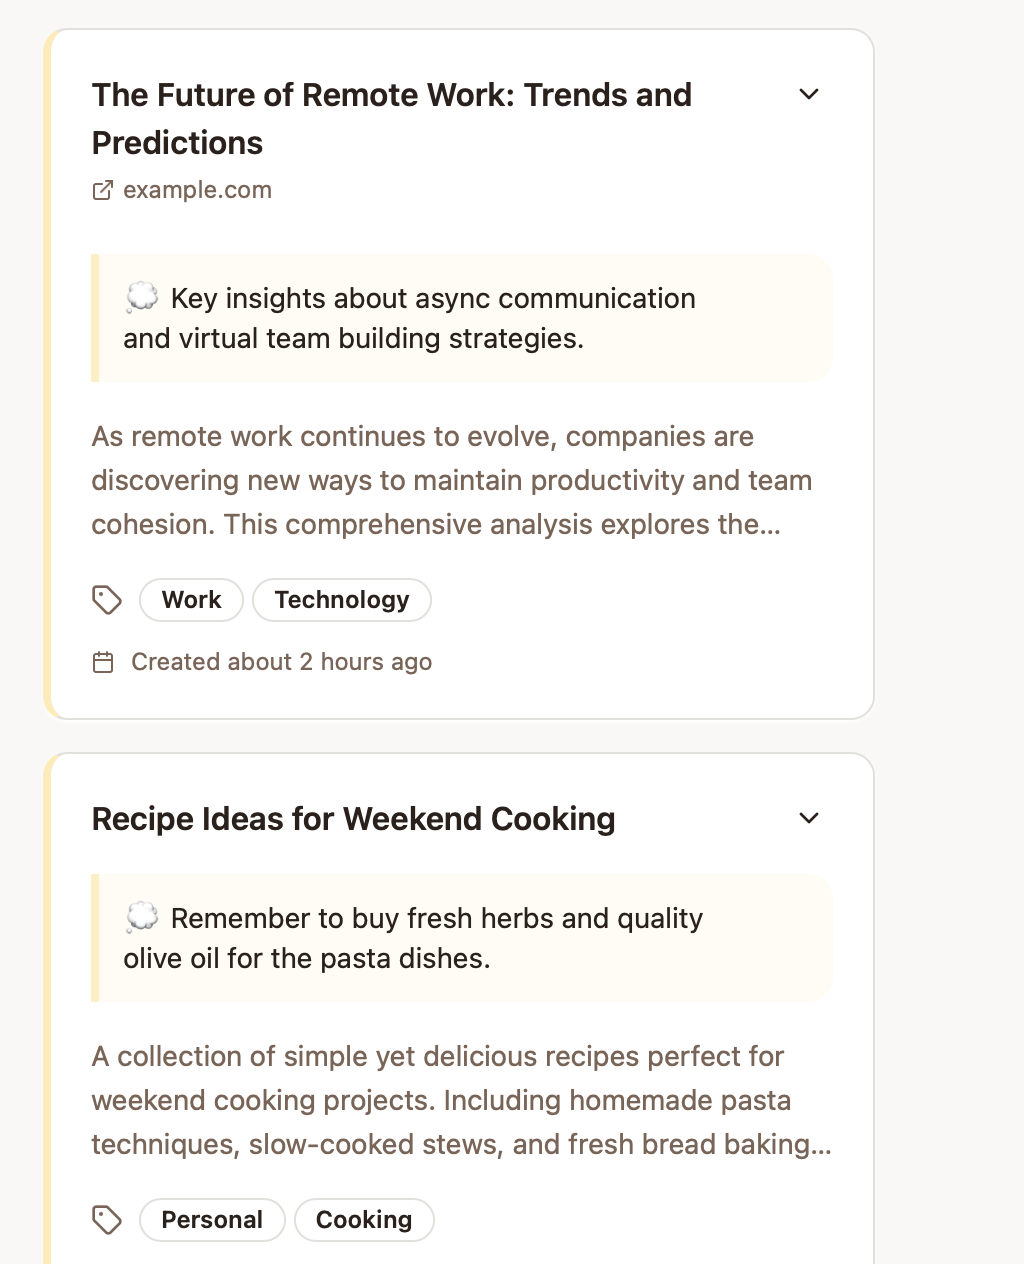 The Future of Remote Work: Trends and
Predictions
example.com
💭 Key insights about async communication
and virtual team building strategies.
As remote work continues to evolve, companies are
discovering new ways to maintain productivity and team
cohesion. This comprehensive analysis explores the...
Work Technology
Created about 2 hours ago
Recipe Ideas for Weekend Cooking
💭 Remember to buy fresh herbs and quality
olive oil for the pasta dishes.
A collection of simple yet delicious recipes perfect for
weekend cooking projects. Including homemade pasta
techniques, slow-cooked stews, and fresh bread baking...
Personal Cooking